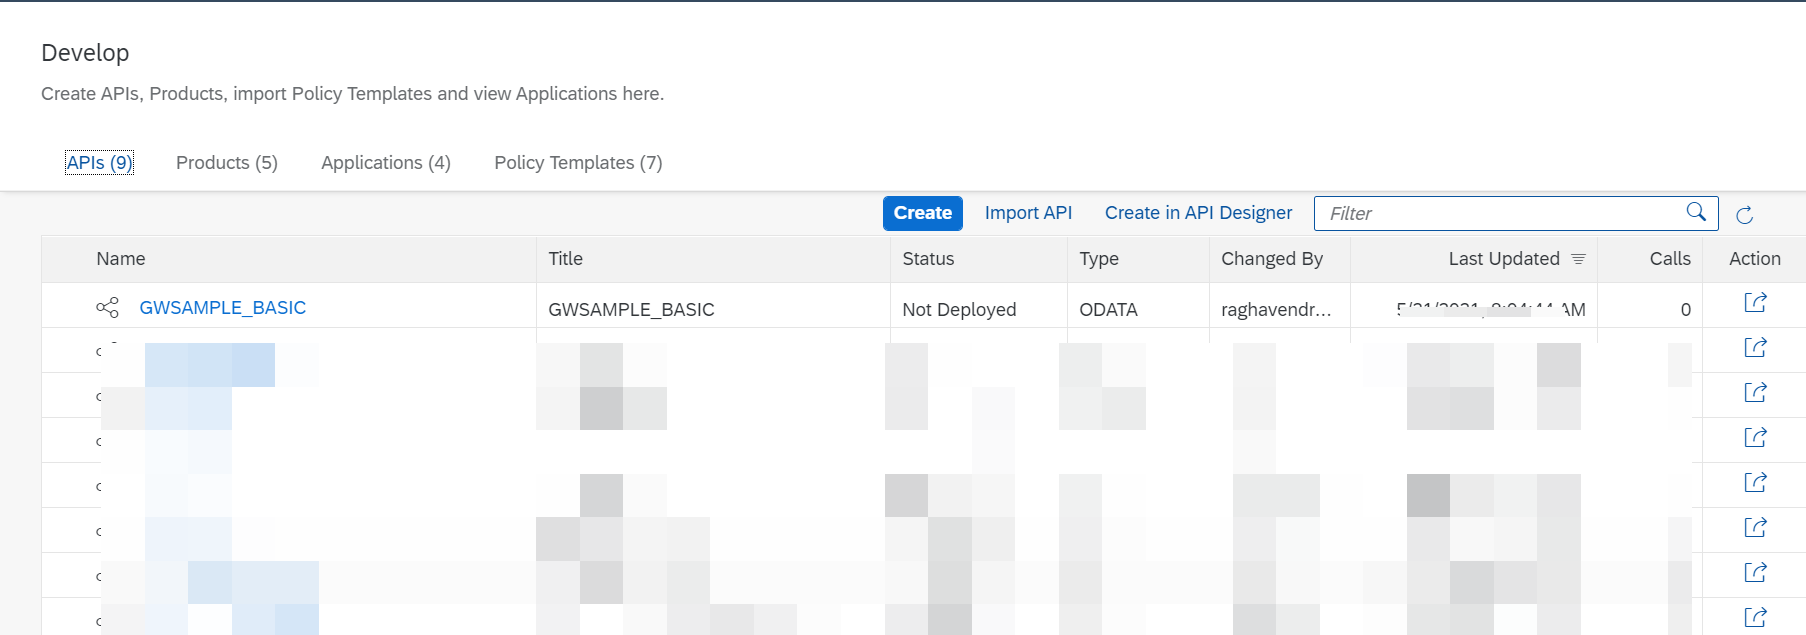 Develop
Create APIs, Products, import Policy Templates and view Applications here.
APIs (9) Products (5) Applications (4) Policy Templates (7)
Create Import API Create in API Designer Filter
Name Title Status Type Changed By Last Updated Calls Action
GWSAMPLE_BASIC GWSAMPLE_BASIC Not Deployed ODATA raghavendr... AM 0